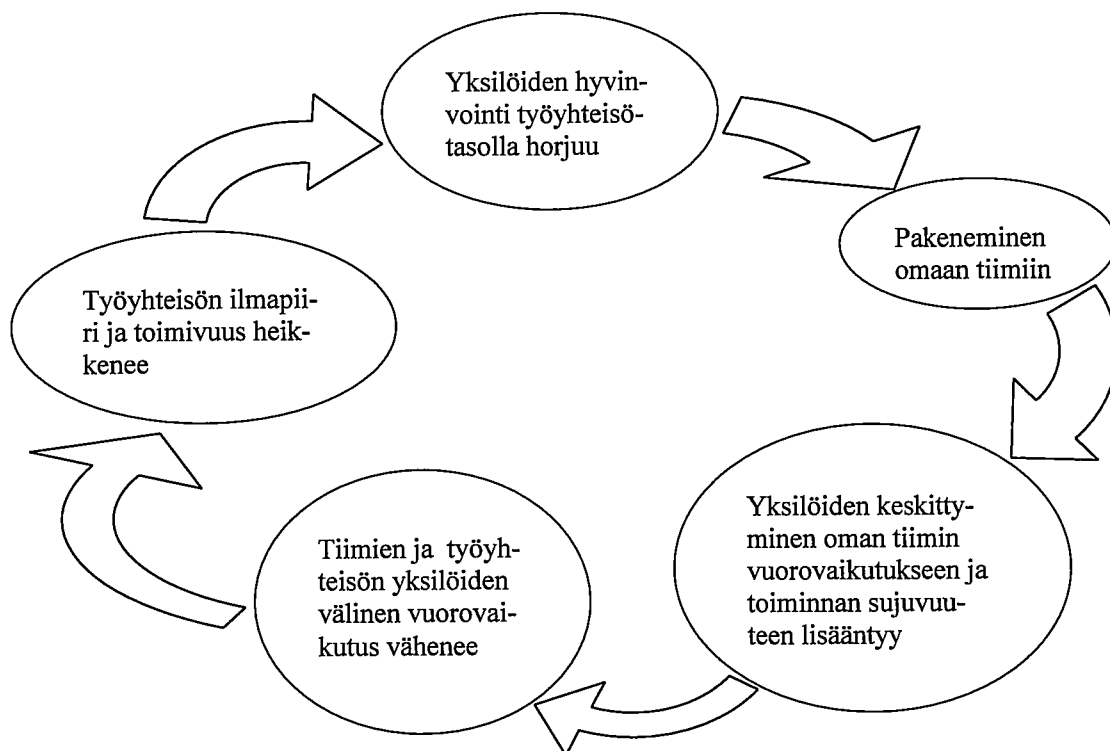 Yksilöiden hyvin-
vointi työyhteisö-
tasolla horjuu
Pakeneminen
omaan tiimiin
Yksilöiden keskitty-
minen oman tiimin
vuorovaikutukseen ja
toiminnan sujuvuu-
teen lisääntyy
Tiimien ja työyh-
teisön yksilöiden
välinen vuorovai-
kutus vähenee
Työyhteisön ilmapii-
ri ja toimivuus heik-
kenee